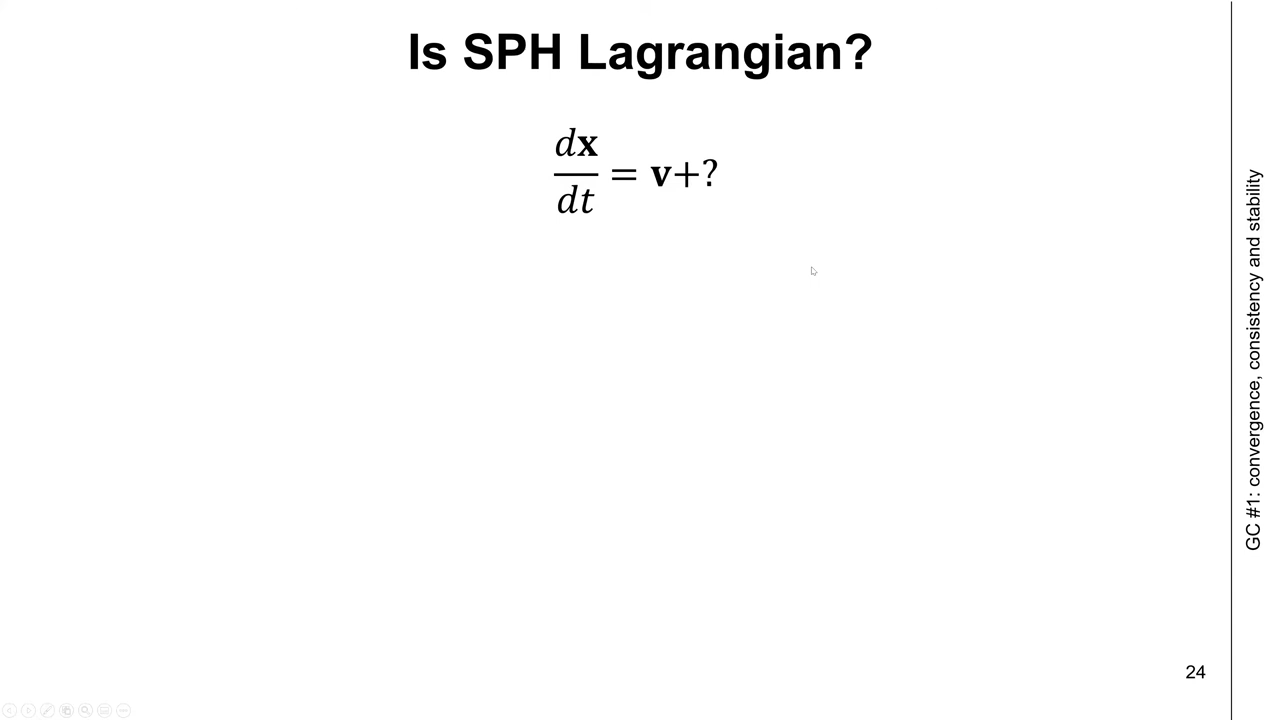 Is SPH Lagrangian?
d𝐱/dt = 𝐯+?
GC #1: convergence, consistency and stability
24